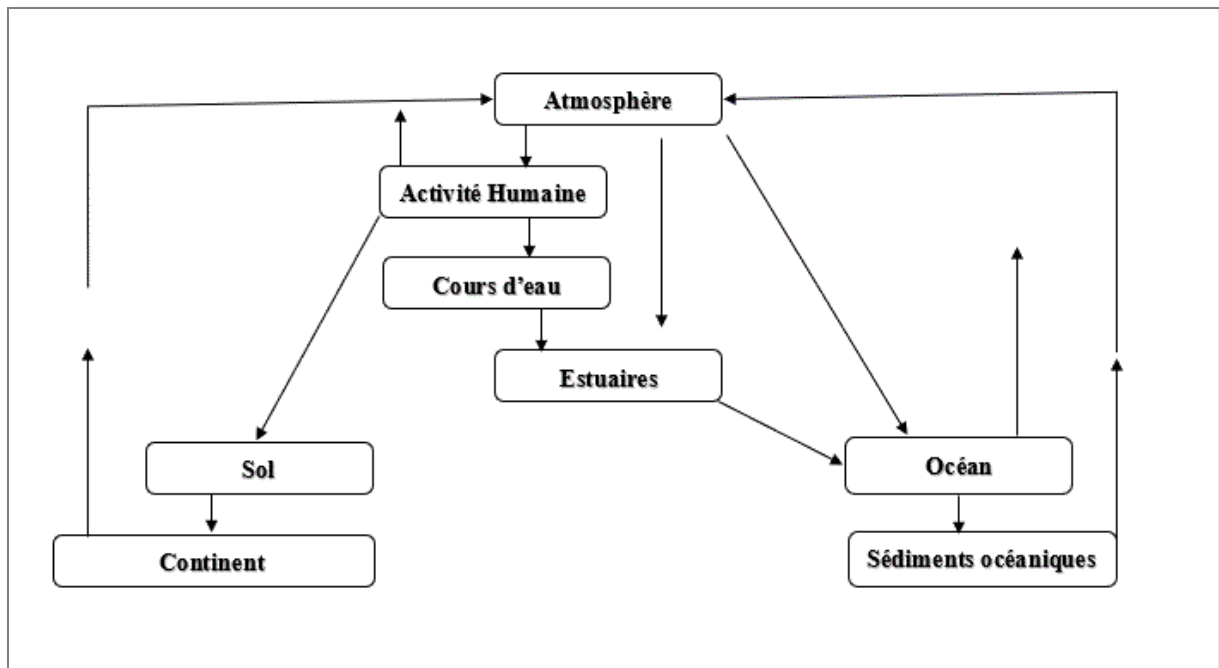 Atmosphère
Activité Humaine
Cours d’eau
Estuaires
Sol
Océan
Continent
Sédiments océaniques